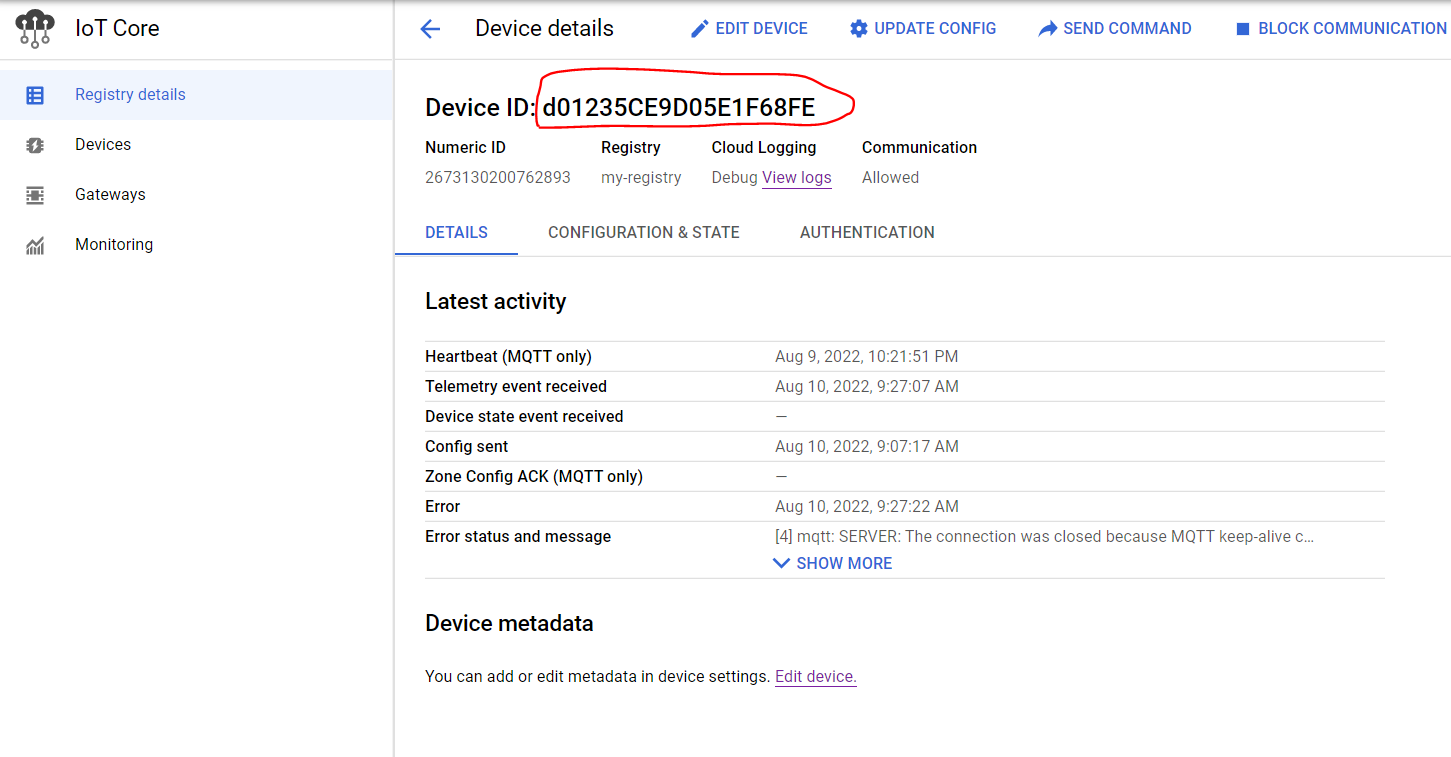 IoT Core
Device details
EDIT DEVICE
UPDATE CONFIG
SEND COMMAND
BLOCK COMMUNICATION
Registry details
Devices
Gateways
Monitoring
Device ID: d01235CE9D05E1F68FE
Numeric ID Registry Cloud Logging Communication
2673130200762893 my-registry Debug View logs Allowed
DETAILS CONFIGURATION & STATE AUTHENTICATION
Latest activity
Heartbeat (MQTT only) Aug 9, 2022, 10:21:51 PM
Telemetry event received Aug 10, 2022, 9:27:07 AM
Device state event received —
Config sent Aug 10, 2022, 9:07:17 AM
Zone Config ACK (MQTT only) —
Error Aug 10, 2022, 9:27:22 AM
Error status and message [4] mqtt: SERVER: The connection was closed because MQTT keep-alive c...
SHOW MORE
Device metadata
You can add or edit metadata in device settings. Edit device.